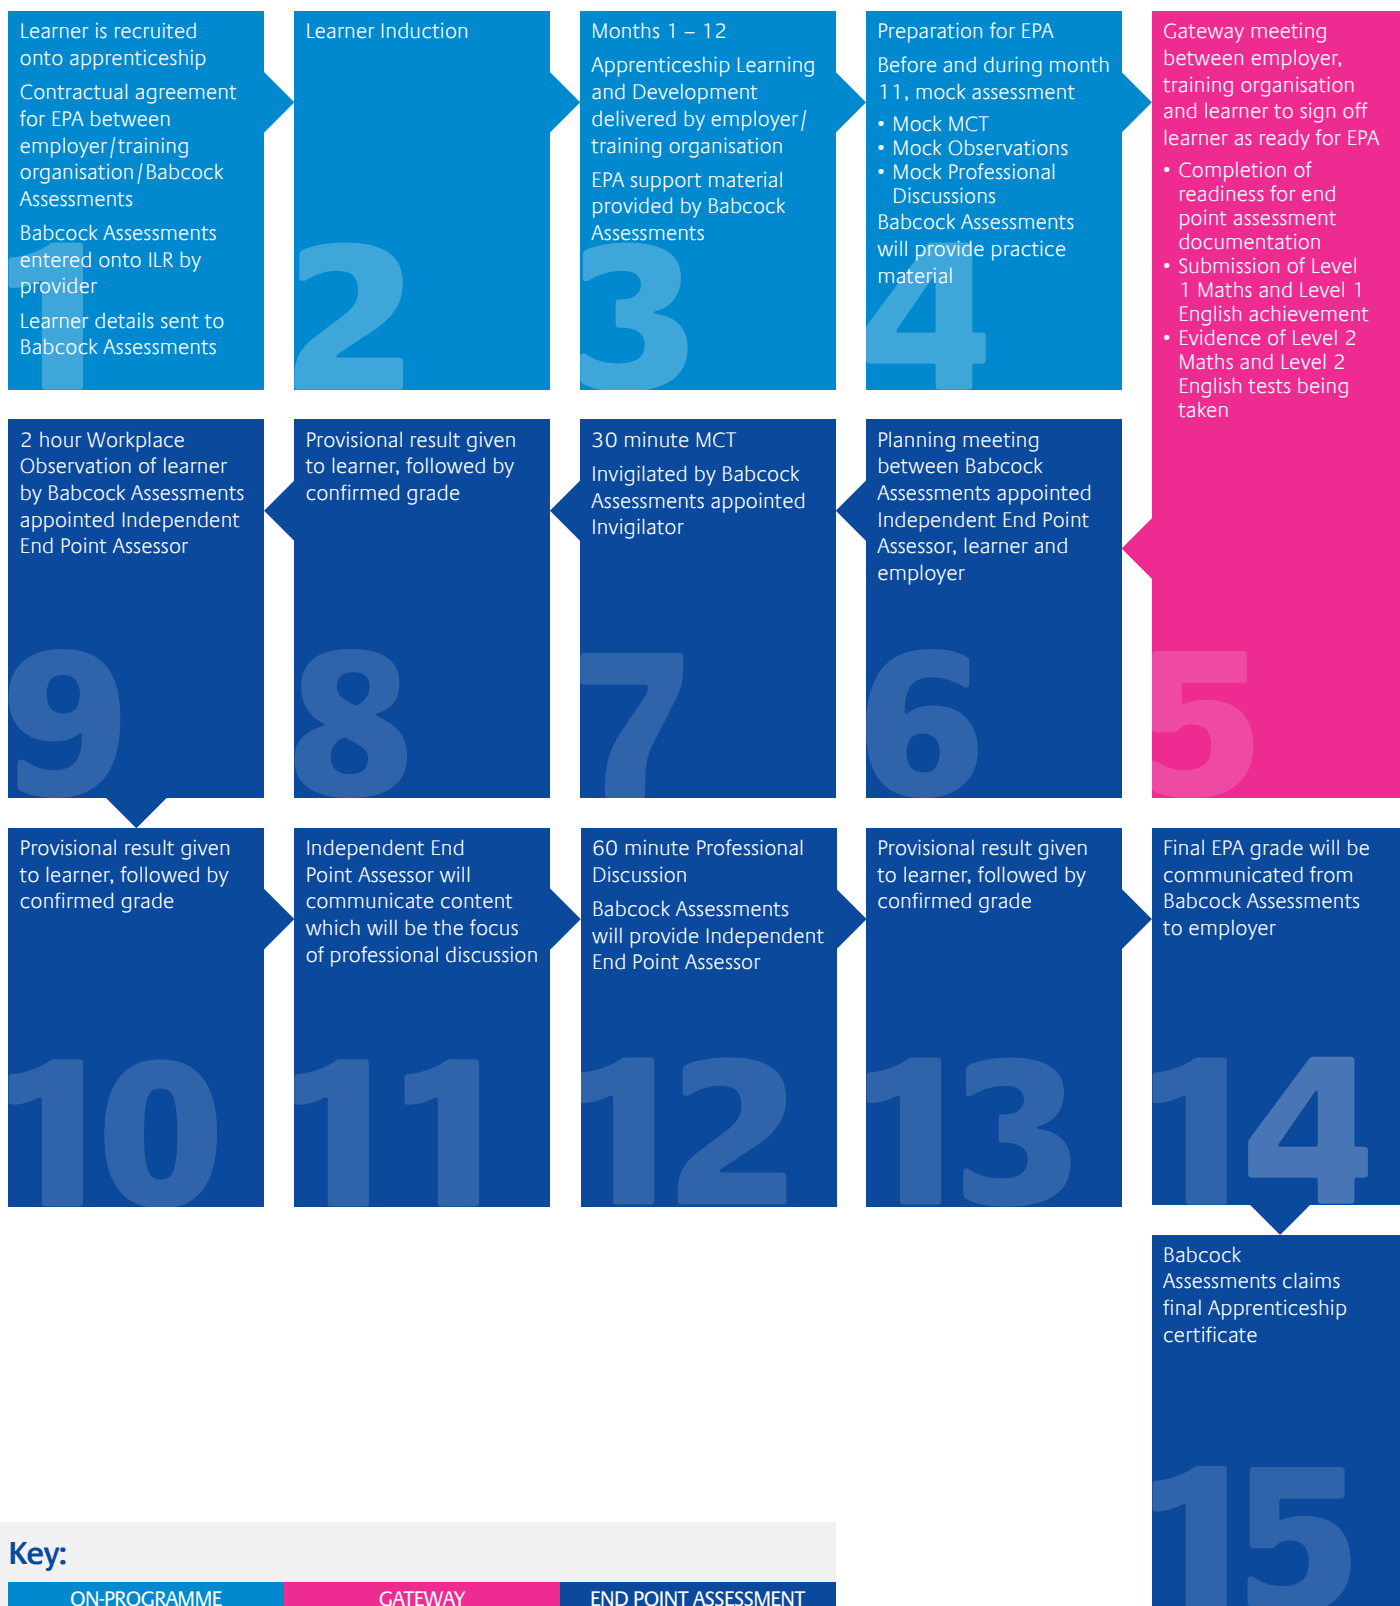 Learner is recruited
onto apprenticeship
Contractual agreement
for EPA between
employer/training
organisation/Babcock
Assessments
Babcock Assessments
entered onto ILR by
provider
Learner details sent to
Babcock Assessments
1
Learner Induction
2
Months 1 – 12
Apprenticeship Learning
and Development
delivered by employer/
training organisation
EPA support material
provided by Babcock
Assessments
3
Preparation for EPA
Before and during month
11, mock assessment
• Mock MCT
• Mock Observations
• Mock Professional
Discussions
Babcock Assessments
will provide practice
material
4
Gateway meeting
between employer,
training organisation
and learner to sign off
learner as ready for EPA
• Completion of
readiness for end
point assessment
documentation
• Submission of Level
1 Maths and Level 1
English achievement
• Evidence of Level 2
Maths and Level 2
English tests being
taken
5
Planning meeting
between Babcock
Assessments appointed
Independent End Point
Assessor, learner and
employer
6
30 minute MCT
Invigilated by Babcock
Assessments appointed
Invigilator
7
Provisional result given
to learner, followed by
confirmed grade
8
2 hour Workplace
Observation of learner
by Babcock Assessments
appointed Independent
End Point Assessor
9
Provisional result given
to learner, followed by
confirmed grade
10
Independent End
Point Assessor will
communicate content
which will be the focus
of professional discussion
11
60 minute Professional
Discussion
Babcock Assessments
will provide Independent
End Point Assessor
12
Provisional result given
to learner, followed by
confirmed grade
13
Final EPA grade will be
communicated from
Babcock Assessments
to employer
14
Babcock
Assessments claims
final Apprenticeship
certificate
15
Key:
ON-PROGRAMME
GATEWAY
END POINT ASSESSMENT